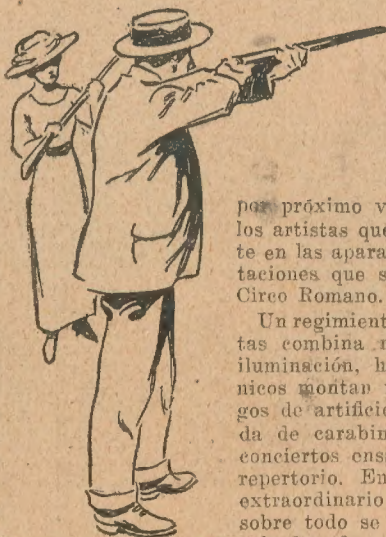 por próximo v
los artistas que
te en las apara
taciones que s
Circo Romano.
Un regimient
tas combina
iluminación, h
nicos montan
gos de artifici
da de carabin
conciertos ens
repertorio. En
extraordinario
sobre todo se